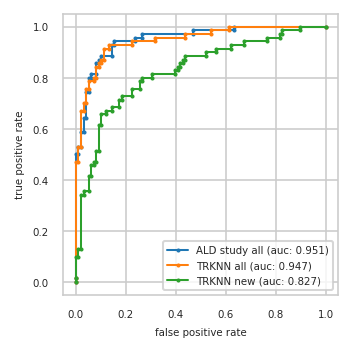 1.0
0.8
0.6
0.4
0.2
0.0
true positive rate
ALD study all (auc: 0.951)
TRKNN all (auc: 0.947)
TRKNN new (auc: 0.827)
0.0 0.2 0.4 0.6 0.8 1.0
false positive rate